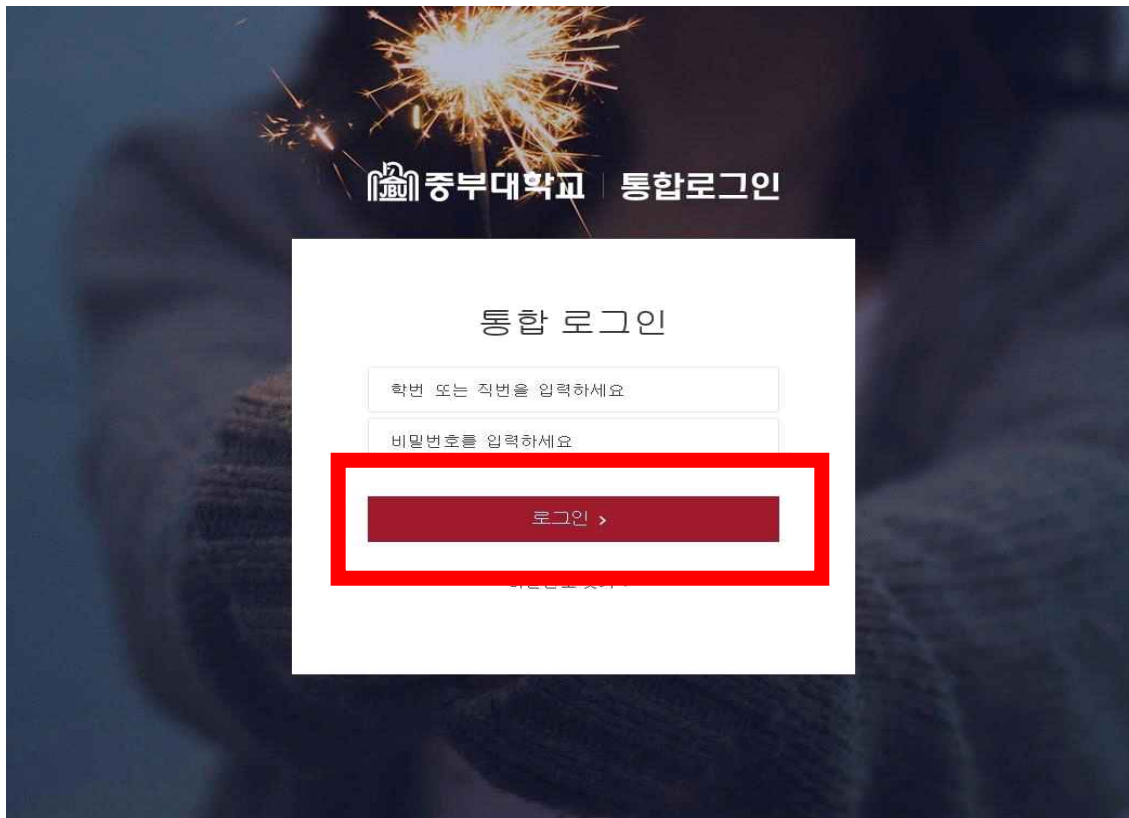 JBU 중부대학교 | 통합로그인
통합 로그인
학번 또는 직번을 입력하세요
비밀번호를 입력하세요
로그인 >